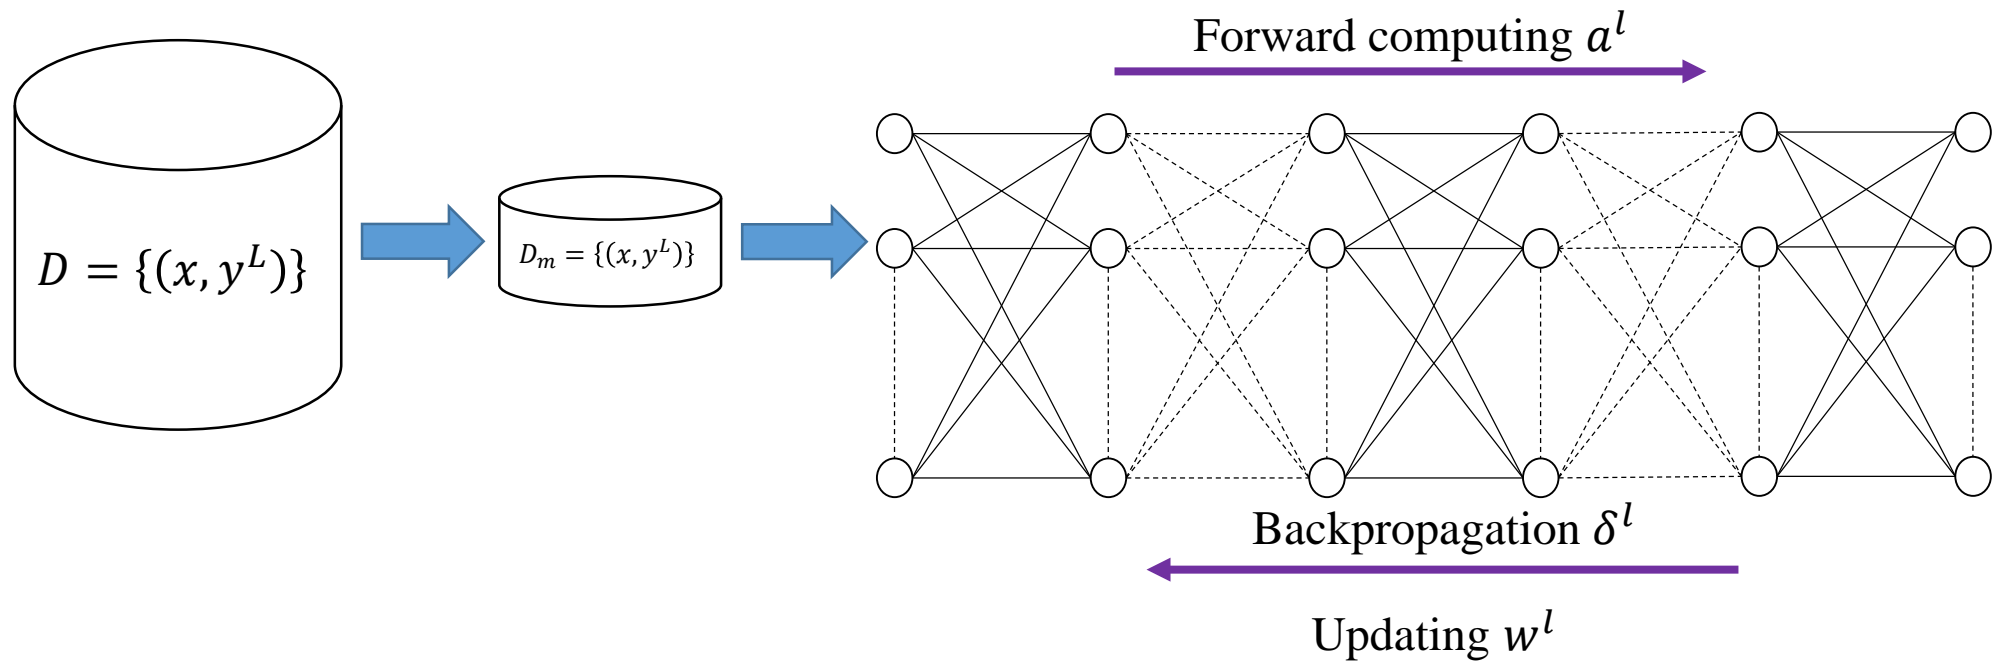 Forward computing a^l
D = {(x, y^L)}
D_m = {(x, y^L)}
Backpropagation δ^l
Updating w^l